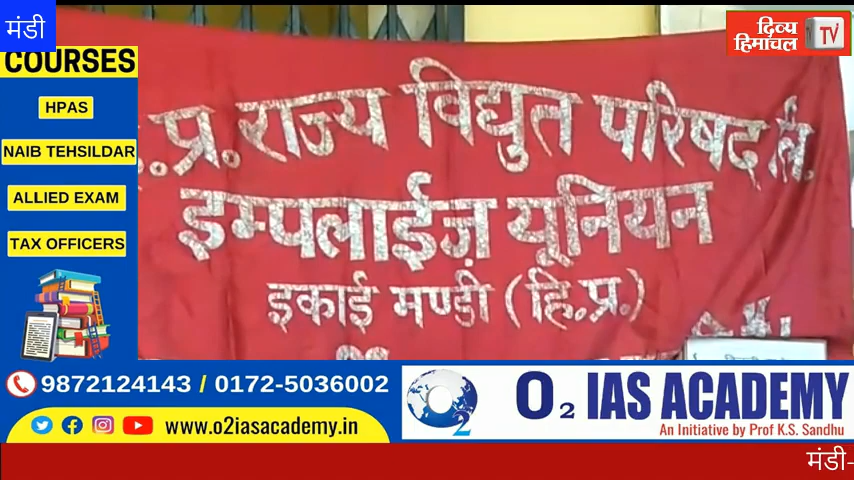 मंडी
दिव्य
हिमाचल
TV
COURSES
HPAS
NAIB TEHSILDAR
ALLIED EXAM
TAX OFFICERS
.प्र.राज्य विद्युत परिषद लि.
इम्पलाईज़ यूनियन
इकाई मण्डी (हि.प्र.)
9872124143 / 0172-5036002
www.o2iasacademy.in
O2
O2 IAS ACADEMY
An Initiative by Prof K.S. Sandhu
मंडी-